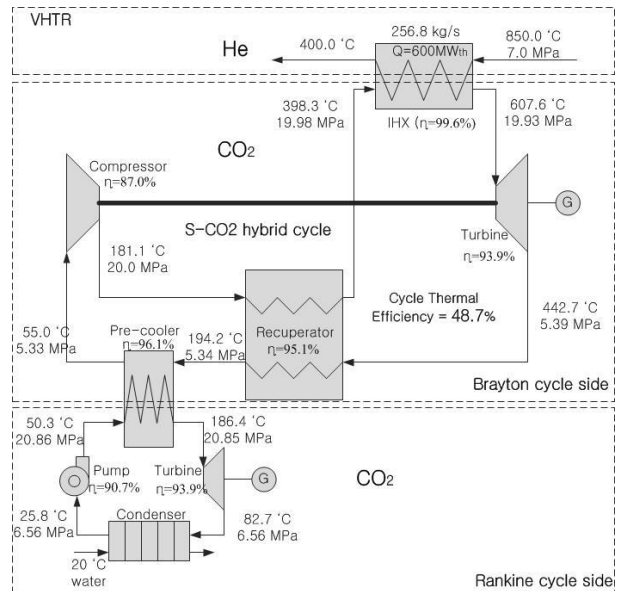 VHTR
256.8 kg/s
He
400.0 ˚C
Q=600MWth
850.0 ˚C
7.0 MPa
398.3 ˚C
19.98 MPa
IHX (η=99.6%)
607.6 ˚C
19.93 MPa
CO2
Compressor
η=87.0%
S-CO2 hybrid cycle
G
Turbine
η=93.9%
181.1 ˚C
20.0 MPa
Cycle Thermal
Efficiency = 48.7%
442.7 ˚C
5.39 MPa
55.0 ˚C
5.33 MPa
Pre-cooler
η=96.1%
194.2 ˚C
5.34 MPa
Recuperator
η=95.1%
Brayton cycle side
50.3 ˚C
20.86 MPa
186.4 ˚C
20.85 MPa
Pump
η=90.7%
Turbine
η=93.9%
G
CO2
25.8 ˚C
6.56 MPa
Condenser
82.7 ˚C
6.56 MPa
20 ˚C
water
Rankine cycle side